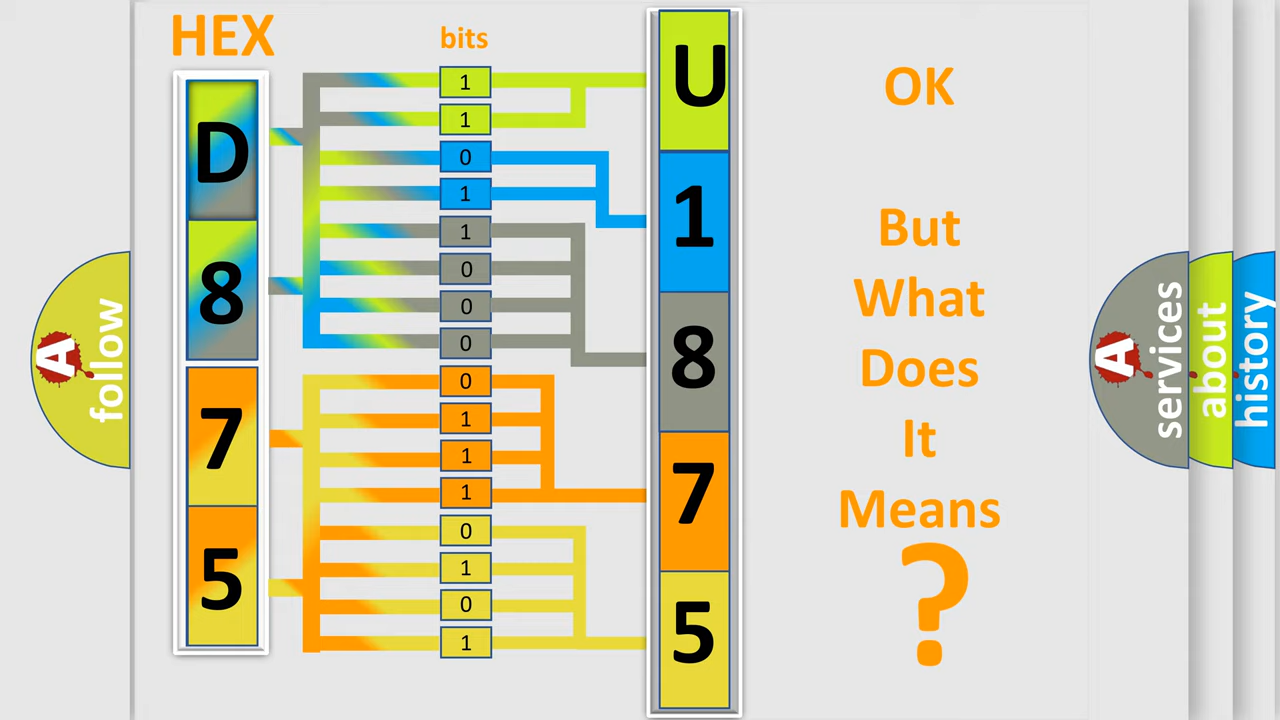 HEX
bits
D
8
7
5
1
1
0
1
1
0
0
0
0
1
1
1
0
1
0
1
U
1
8
7
5
OK
But
What
Does
It
Means
?
A
follow
A
services
about
history